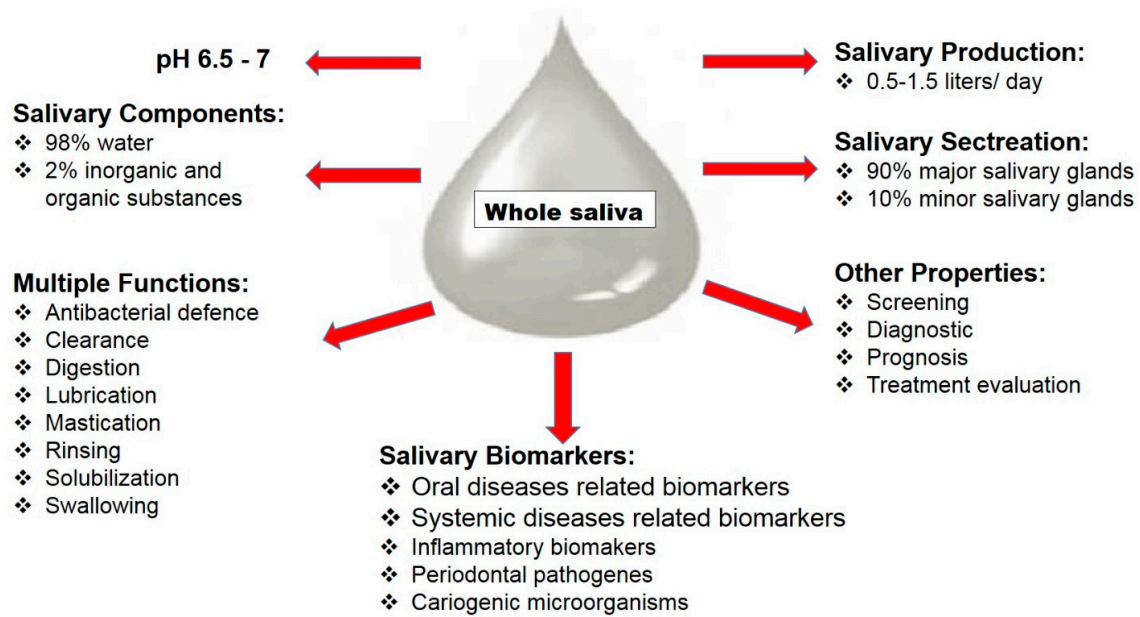 pH 6.5 - 7
Salivary Components:
❖ 98% water
❖ 2% inorganic and
organic substances
Multiple Functions:
❖ Antibacterial defence
❖ Clearance
❖ Digestion
❖ Lubrication
❖ Mastication
❖ Rinsing
❖ Solubilization
❖ Swallowing
Whole saliva
Salivary Biomarkers:
❖ Oral diseases related biomarkers
❖ Systemic diseases related biomarkers
❖ Inflammatory biomakers
❖ Periodontal pathogenes
❖ Cariogenic microorganisms
Salivary Production:
❖ 0.5-1.5 liters/ day
Salivary Sectreation:
❖ 90% major salivary glands
❖ 10% minor salivary glands
Other Properties:
❖ Screening
❖ Diagnostic
❖ Prognosis
❖ Treatment evaluation